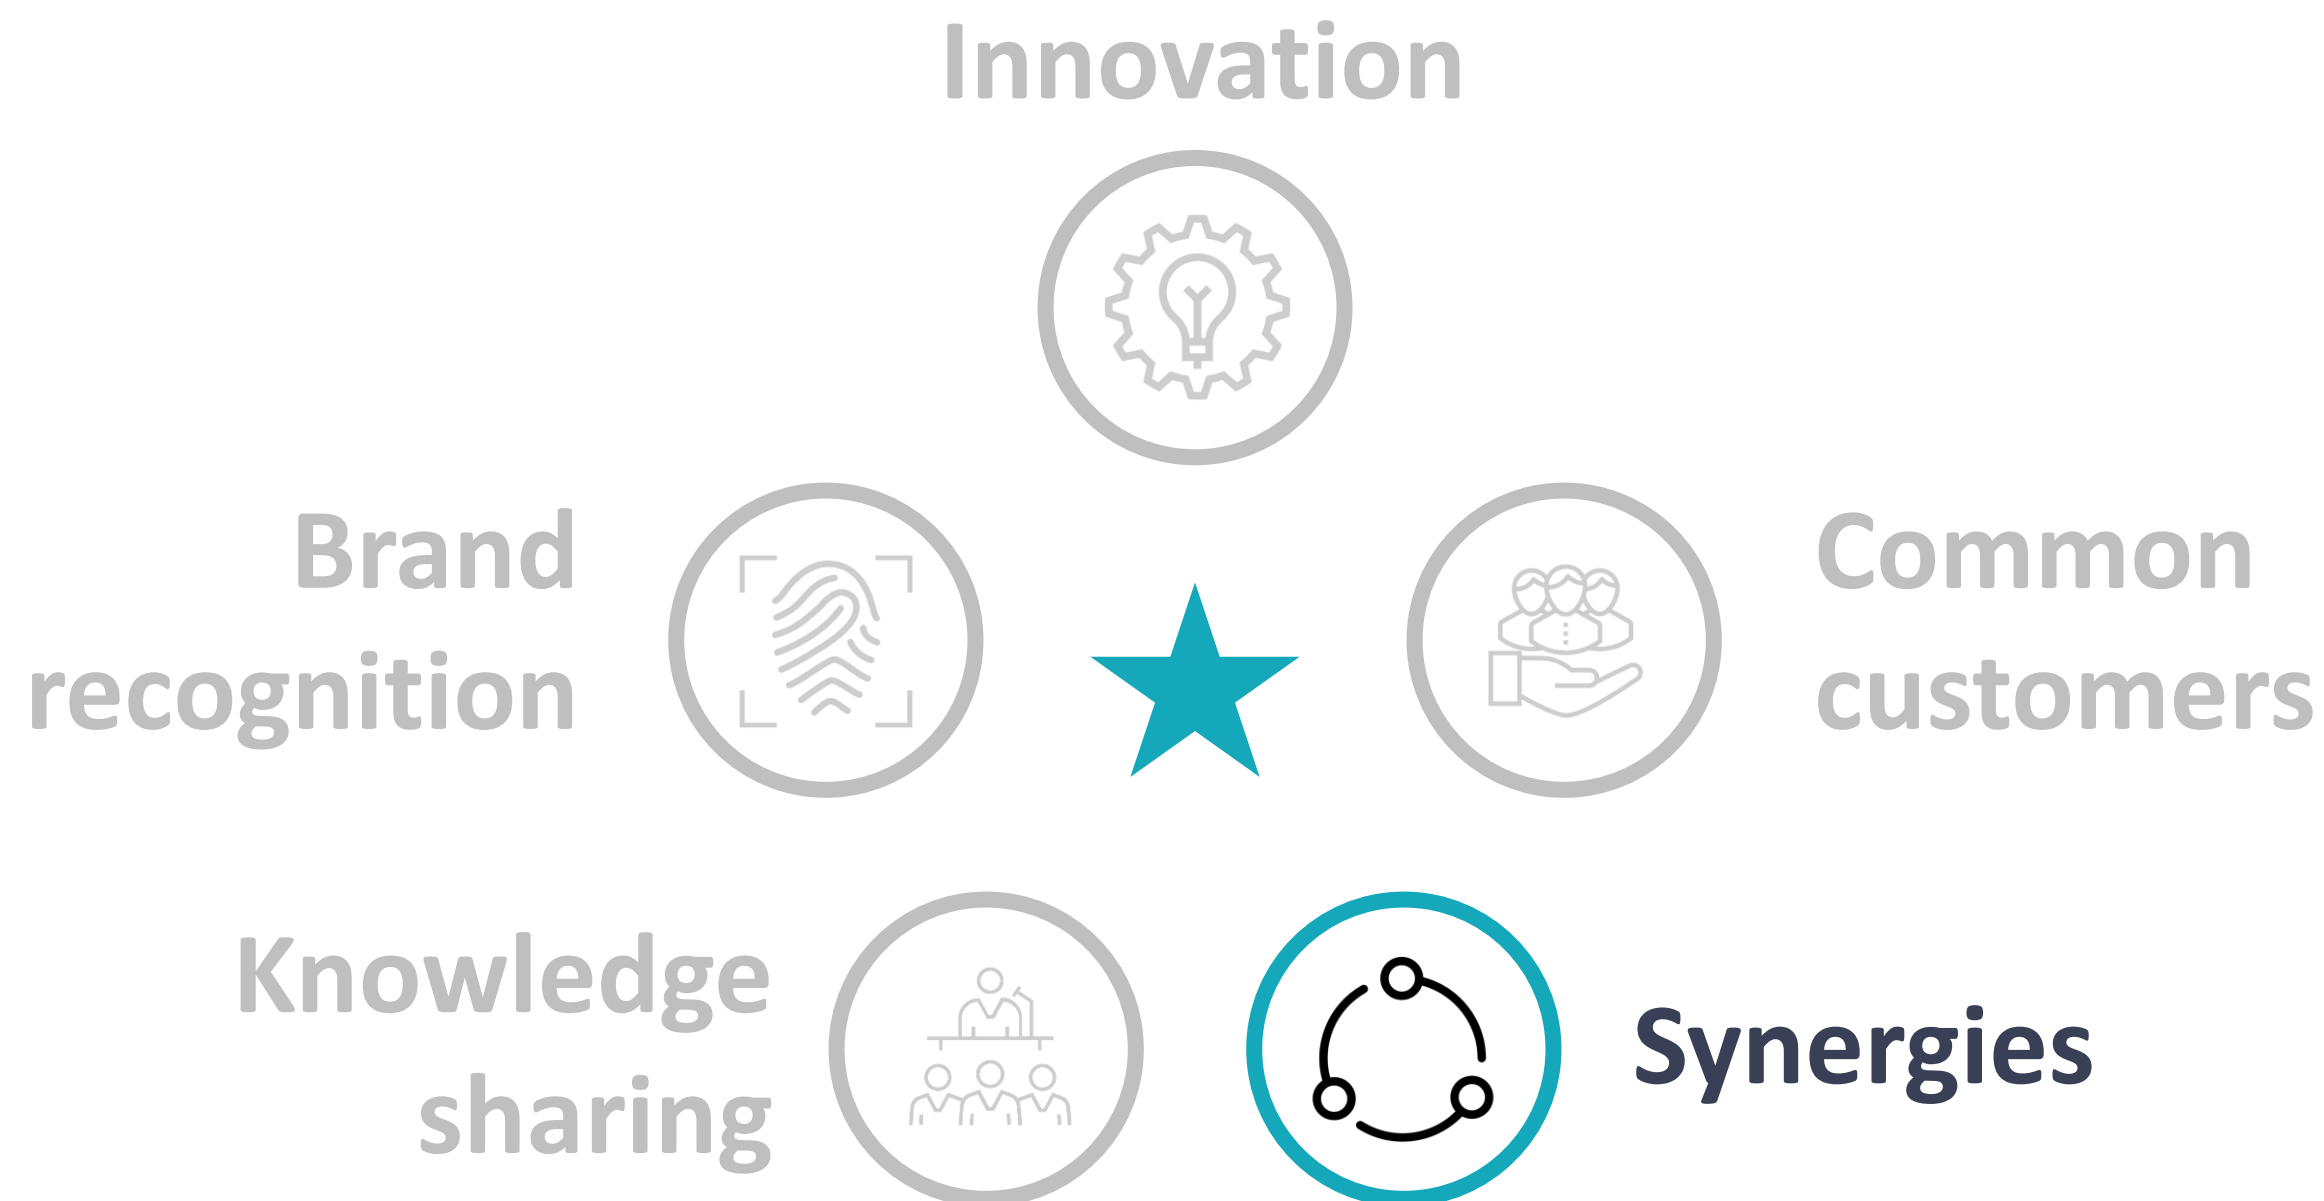 Innovation
Brand
recognition
Common
customers
Knowledge
sharing
Synergies